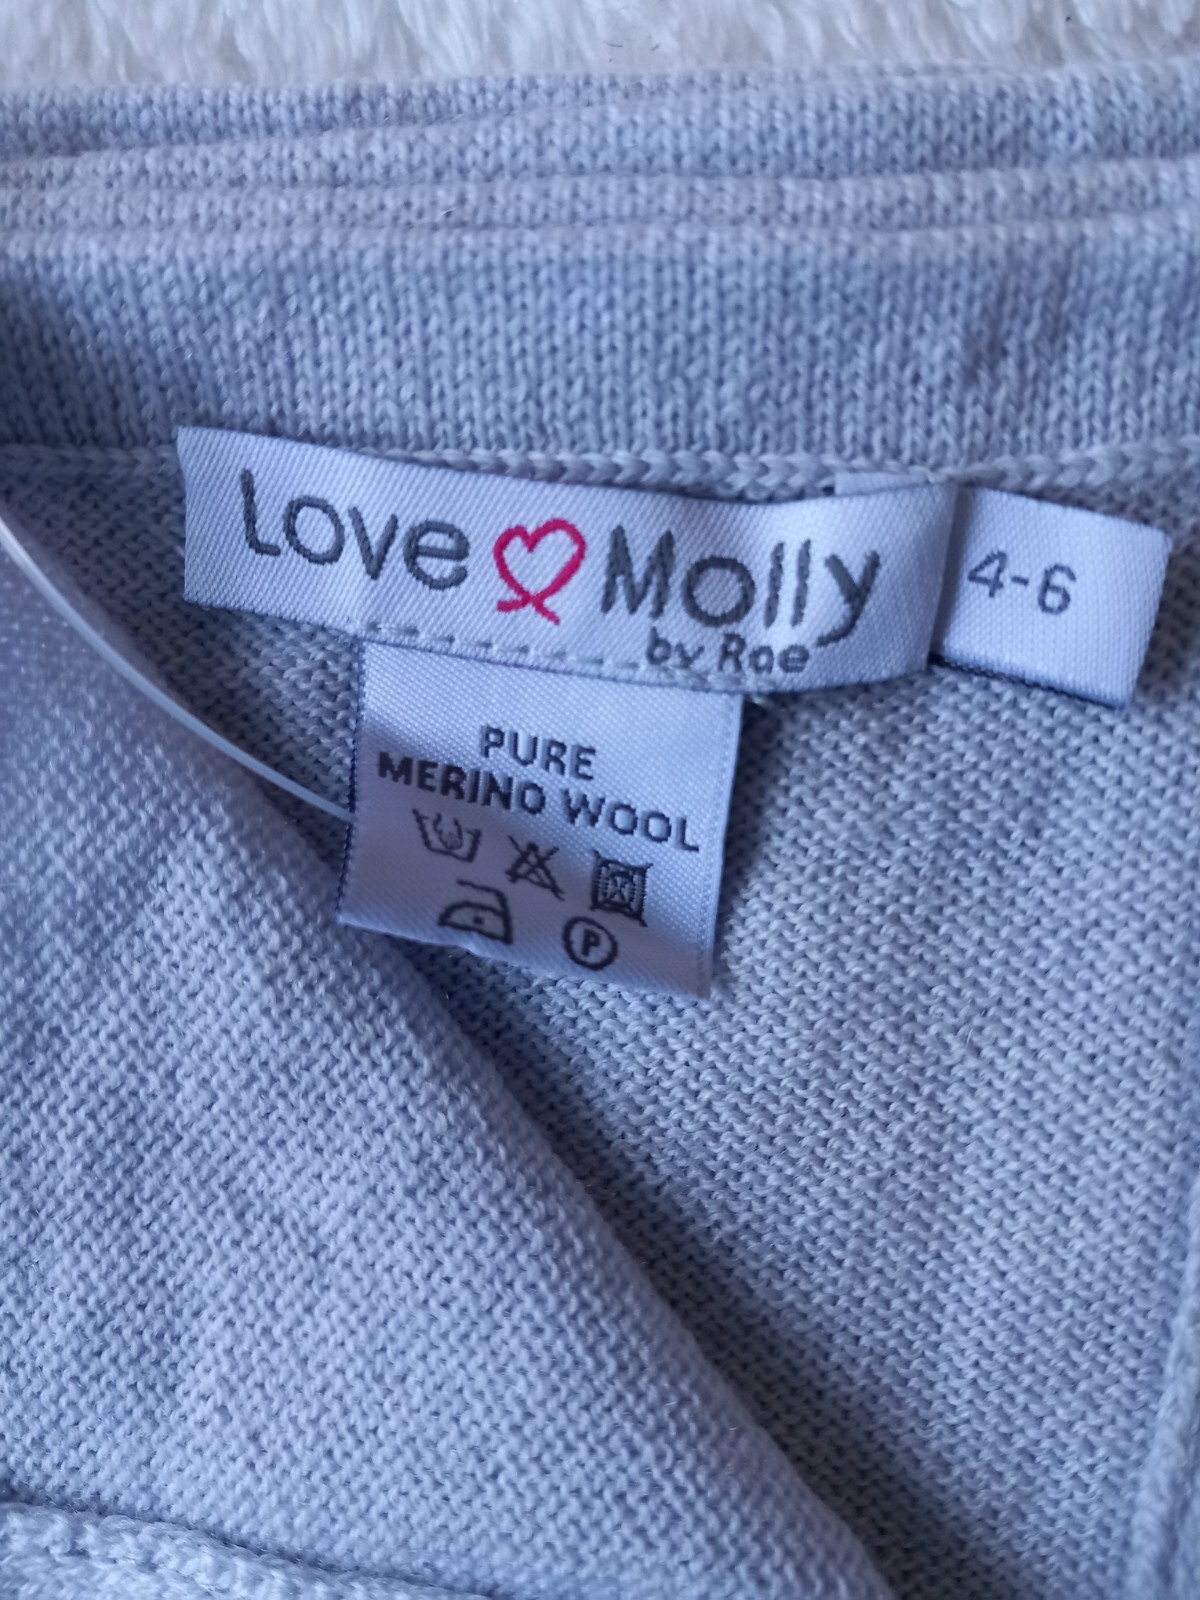 Love Molly
by Rae
4-6
PURE
MERINO WOOL
P